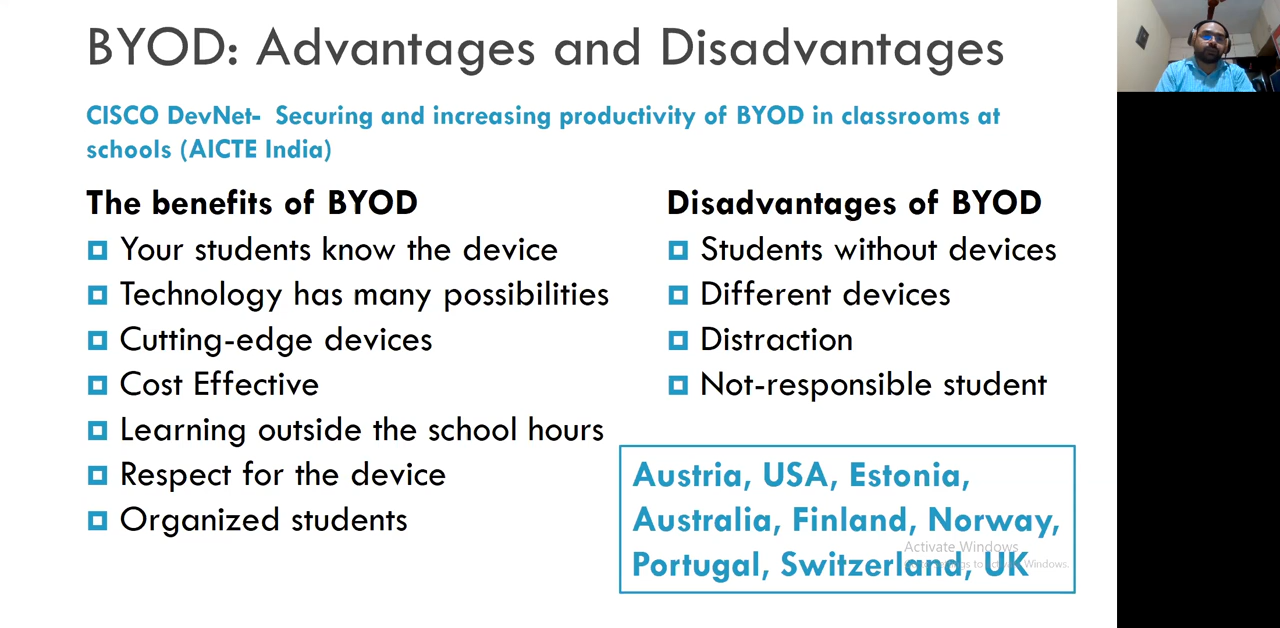 BYOD: Advantages and Disadvantages
CISCO DevNet- Securing and increasing productivity of BYOD in classrooms at
schools (AICTE India)
The benefits of BYOD
Your students know the device
Technology has many possibilities
Cutting-edge devices
Cost Effective
Learning outside the school hours
Respect for the device
Organized students
Disadvantages of BYOD
Students without devices
Different devices
Distraction
Not-responsible student
Austria, USA, Estonia,
Australia, Finland, Norway,
Portugal, Switzerland, UK
Activate Windows
to Activate Windows.